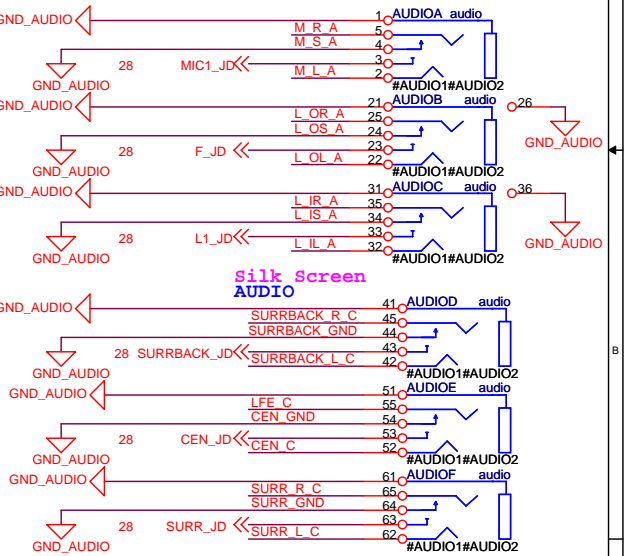 GND_AUDIO 1 AUDIOA audio
M_R_A 5
M_S_A 4
GND_AUDIO 28 MIC1_JD 3
M_L_A 2
#AUDIO1#AUDIO2
GND_AUDIO 21 AUDIOB audio 26
L_OR_A 25
L_OS_A 24
GND_AUDIO
GND_AUDIO 28 F_JD 23
L_OL_A 22
#AUDIO1#AUDIO2
GND_AUDIO 31 AUDIOC audio 36
L_IR_A 35
L_IS_A 34
GND_AUDIO
GND_AUDIO 28 L1_JD 33
L_IL_A 32
#AUDIO1#AUDIO2
Silk Screen
AUDIO
GND_AUDIO 41 AUDIOD audio
SURRBACK_R_C 45
SURRBACK_GND 44
GND_AUDIO 28 SURRBACK_JD 43
SURRBACK_L_C 42
#AUDIO1#AUDIO2
B
GND_AUDIO 51 AUDIOE audio
LFE_C 55
CEN_GND 54
GND_AUDIO 28 CEN_JD 53
CEN_C 52
#AUDIO1#AUDIO2
GND_AUDIO 61 AUDIOF audio
SURR_R_C 65
SURR_GND 64
GND_AUDIO 28 SURR_JD 63
SURR_L_C 62
#AUDIO1#AUDIO2